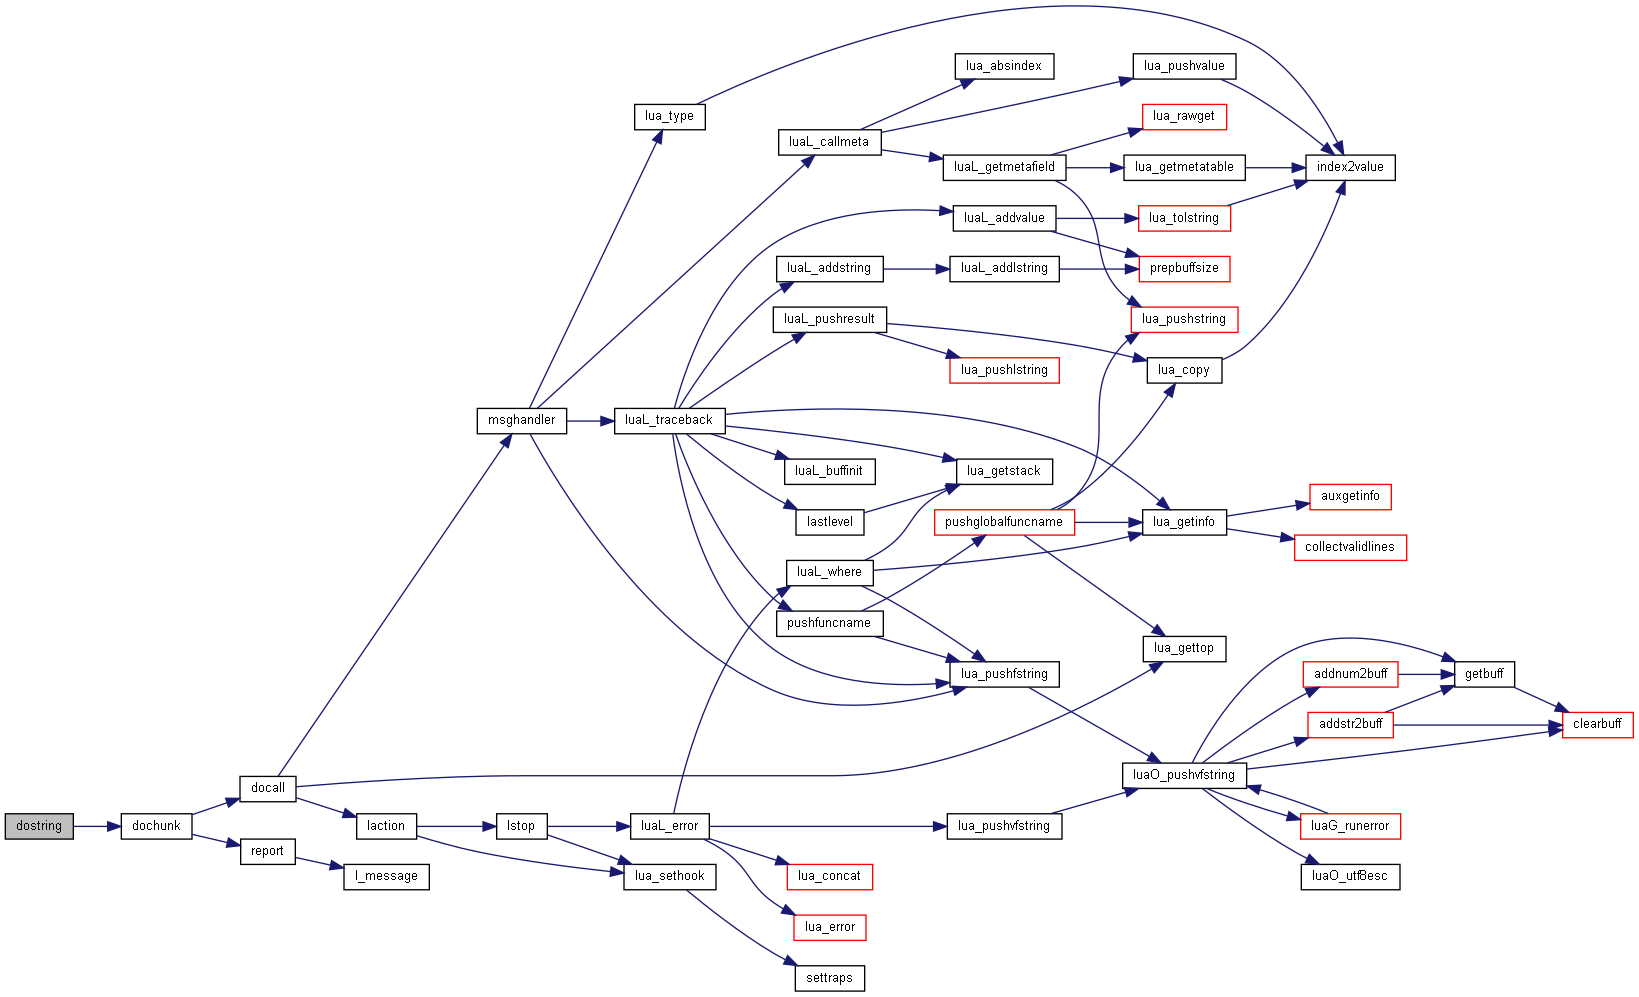 lua_absindex
lua_pushvalue
lua_type
lua_rawget
luaL_callmeta
luaL_getmetafield
lua_getmetatable
index2value
luaL_addvalue
lua_tolstring
luaL_addstring
luaL_addlstring
prepbuffsize
luaL_pushresult
lua_pushstring
lua_pushlstring
lua_copy
msghandler
luaL_traceback
luaL_buffinit
lua_getstack
auxgetinfo
lastlevel
pushglobalfuncname
lua_getinfo
collectvalidlines
luaL_where
pushfuncname
lua_gettop
lua_pushfstring
addnum2buff
getbuff
addstr2buff
clearbuff
luaO_pushvfstring
docall
dostring
dochunk
laction
lstop
luaL_error
lua_pushvfstring
luaG_runerror
report
l_message
lua_sethook
lua_concat
luaO_utf8esc
lua_error
settraps